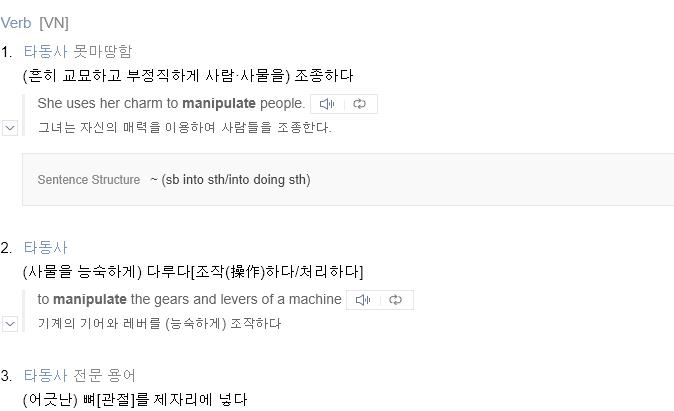 Verb [VN]
1. 타동사 못마땅함
(흔히 교묘하고 부정직하게 사람·사물을) 조종하다
She uses her charm to manipulate people.
그녀는 자신의 매력을 이용하여 사람들을 조종한다.
Sentence Structure ~ (sb into sth/into doing sth)
2. 타동사
(사물을 능숙하게) 다루다[조작(操作)하다/처리하다]
to manipulate the gears and levers of a machine
기계의 기어와 레버를 (능숙하게) 조작하다
3. 타동사 전문 용어
(어긋난) 뼈[관절]를 제자리에 넣다